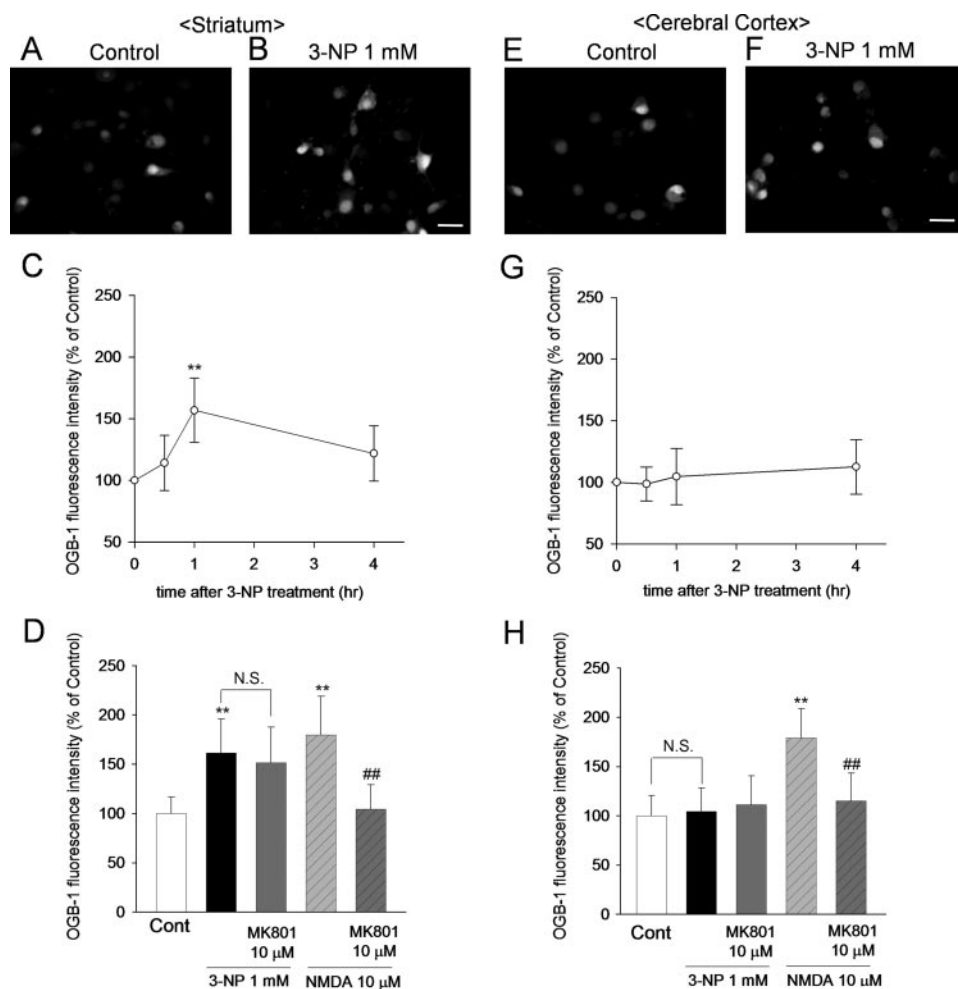 <Striatum>
<Cerebral Cortex>
A
Control
B
3-NP 1 mM
E
Control
F
3-NP 1 mM
C
OGB-1 fluorescence intensity (% of Control)
250
200
150
100
50
**
0 1 2 3 4
time after 3-NP treatment (hr)
G
OGB-1 fluorescence intensity (% of Control)
250
200
150
100
50
0 1 2 3 4
time after 3-NP treatment (hr)
D
OGB-1 fluorescence intensity (% of Control)
250
200
150
100
50
0
N.S.
**
**
##
Cont
MK801
10 μM
MK801
10 μM
3-NP 1 mM
NMDA 10 μM
H
OGB-1 fluorescence intensity (% of Control)
250
200
150
100
50
0
N.S.
**
##
Cont
MK801
10 μM
MK801
10 μM
3-NP 1 mM
NMDA 10 μM